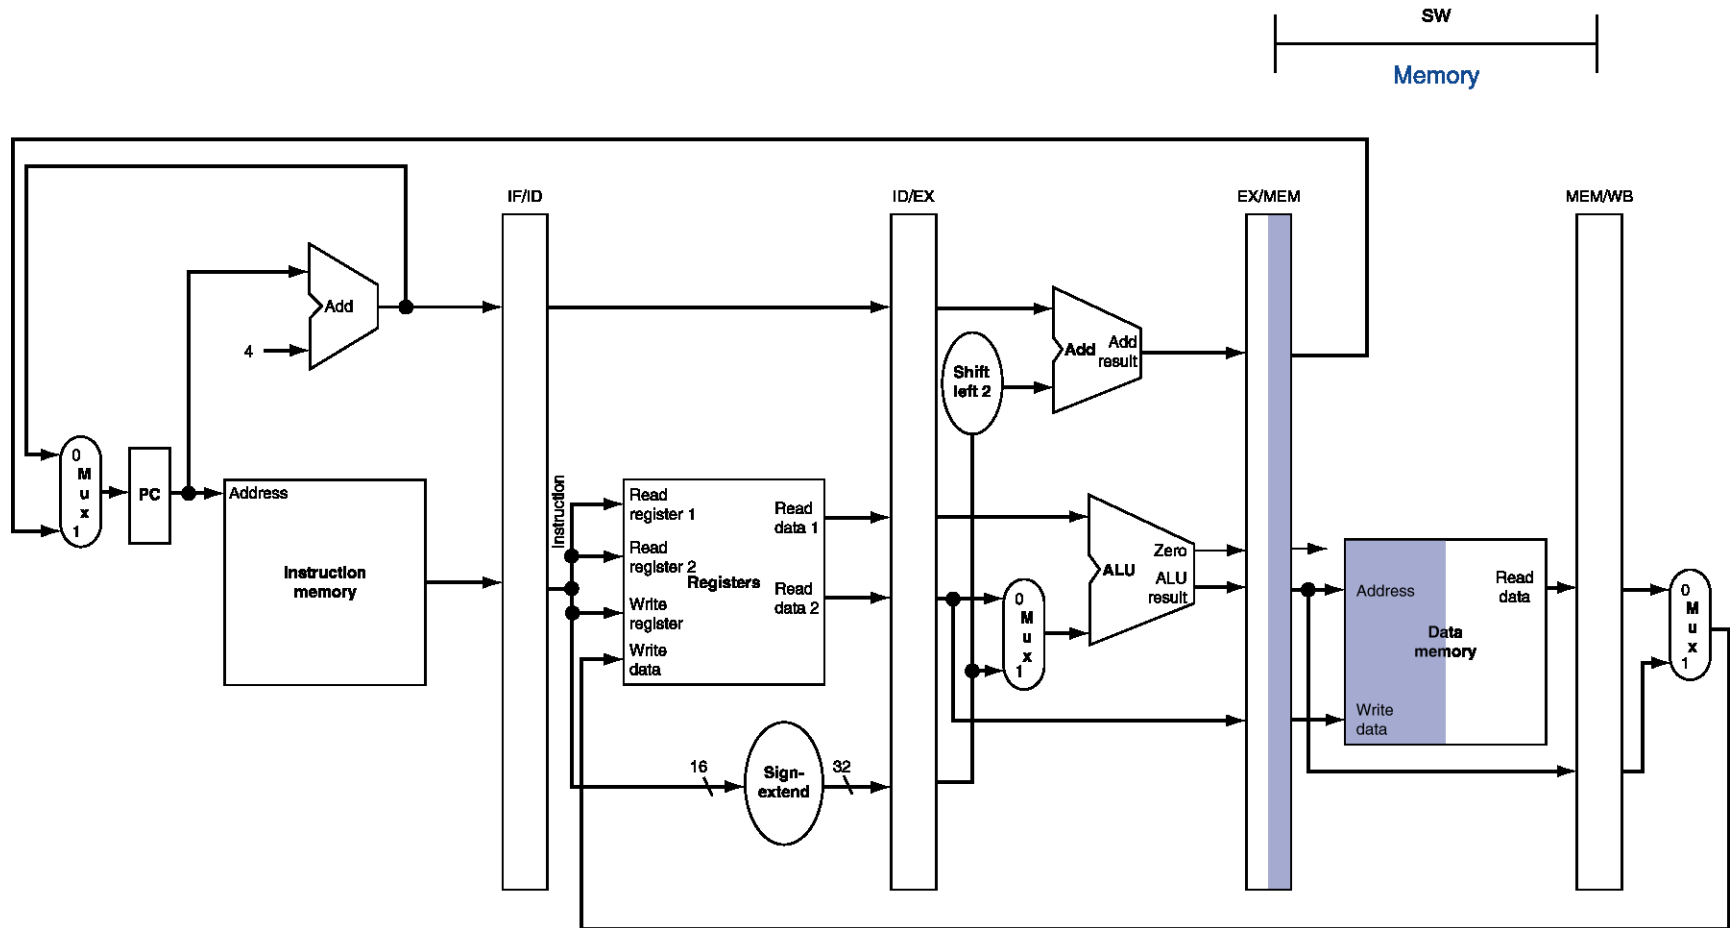 SW
Memory
IF/ID
ID/EX
EX/MEM
MEM/WB
Add
4
Add
Add
result
Shift
left 2
0
M
u
x
1
PC
Address
Instruction
memory
Instruction
Read
register 1
Read
register 2
Write
register
Write
data
Registers
Read
data 1
Read
data 2
0
M
u
x
1
Zero
ALU
ALU
result
Address
Read
data
Data
memory
Write
data
0
M
u
x
1
16
Sign-
extend
32